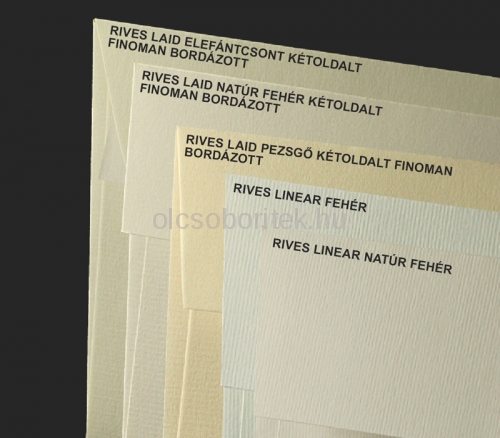 RIVES LAID ELEFÁNTCSONT KÉTOLDALT
FINOMAN BORDÁZOTT
RIVES LAID NATÚR FEHÉR KÉTOLDALT
FINOMAN BORDÁZOTT
RIVES LAID PEZSGŐ KÉTOLDALT FINOMAN
BORDÁZOTT
RIVES LINEAR FEHÉR
olcsoboritek.hu
RIVES LINEAR NATÚR FEHÉR